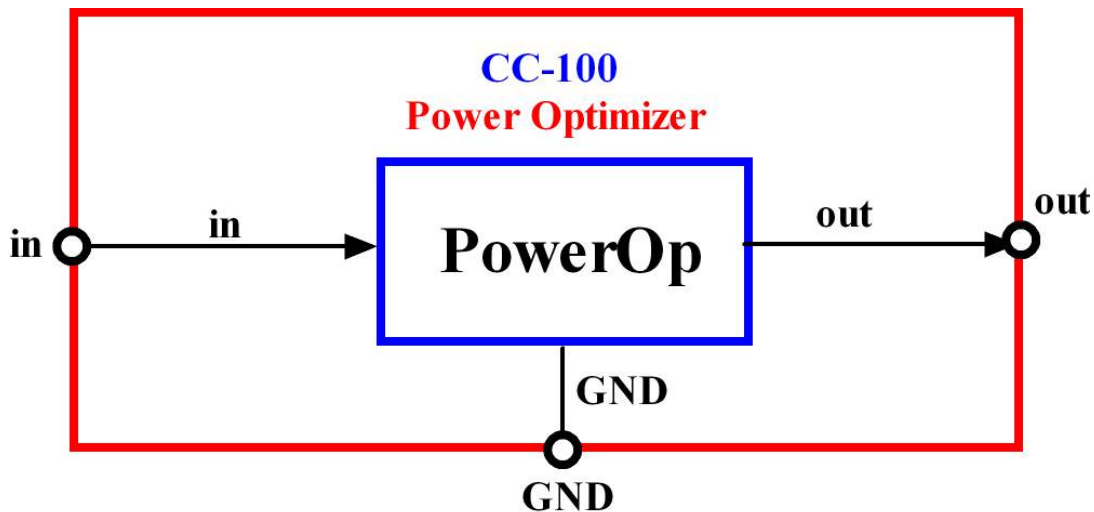 CC-100
Power Optimizer
in
in
PowerOp
out
out
GND
GND